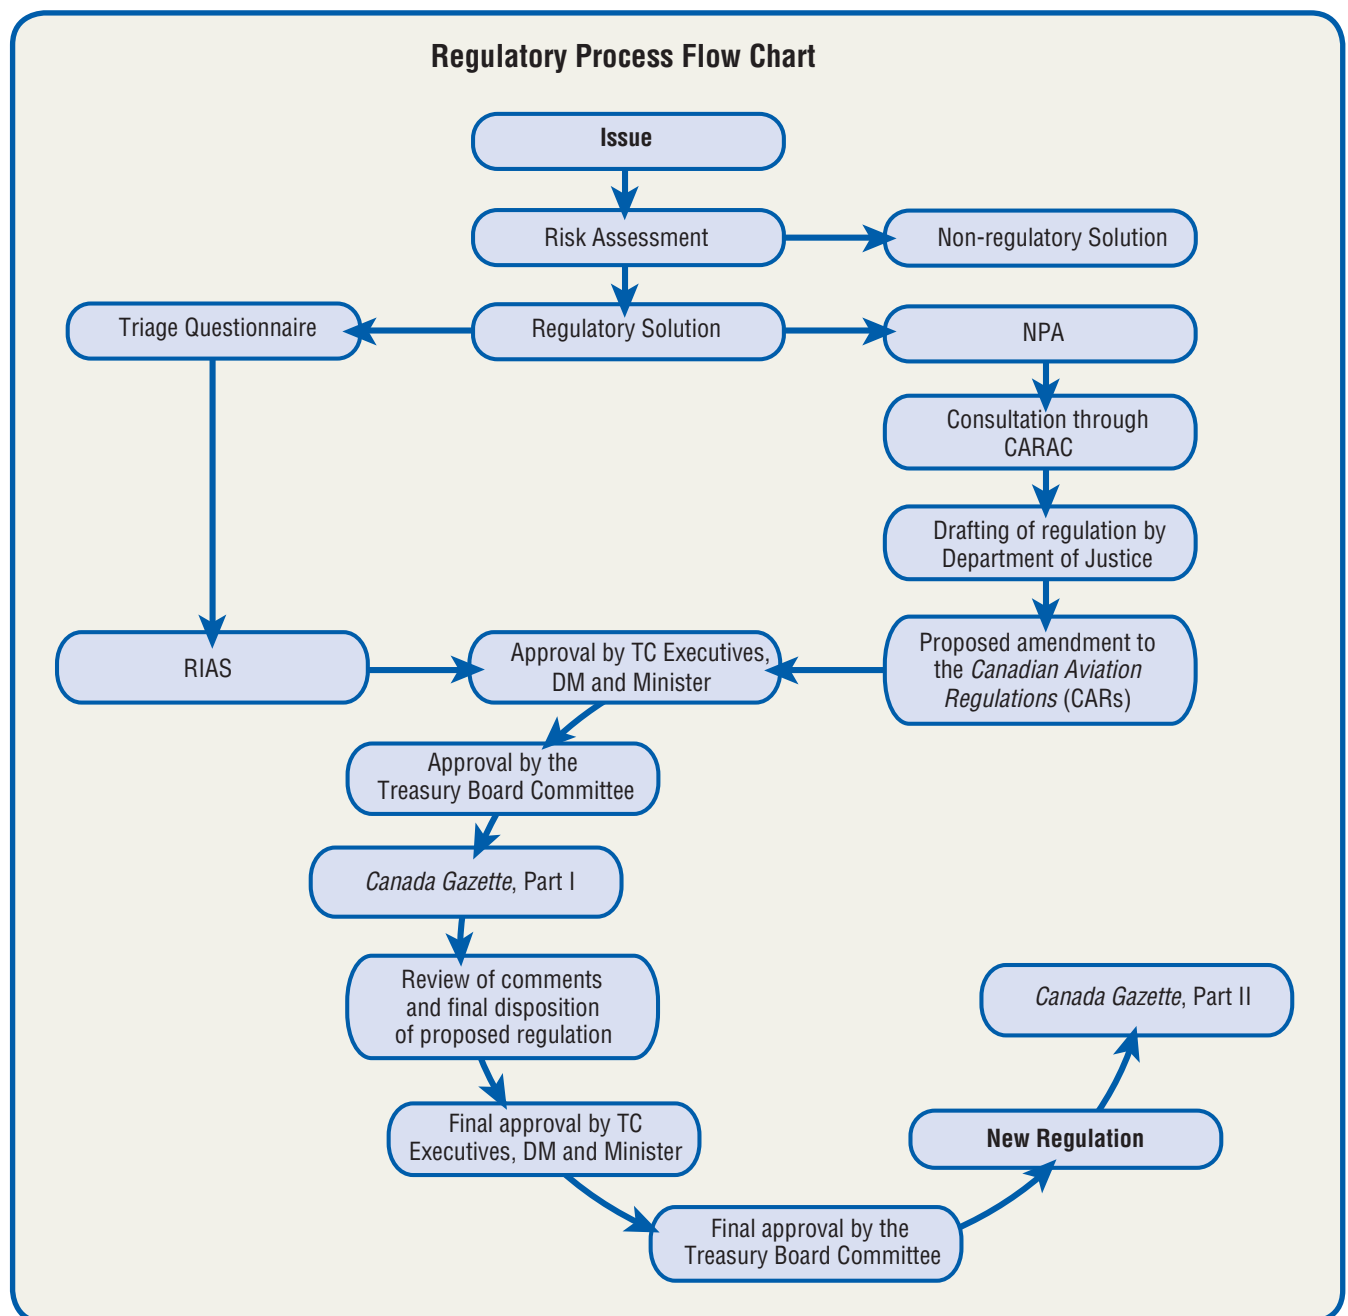 Regulatory Process Flow Chart
Issue
Risk Assessment
Non-regulatory Solution
Triage Questionnaire
Regulatory Solution
NPA
Consultation through
CARAC
Drafting of regulation by
Department of Justice
RIAS
Approval by TC Executives,
DM and Minister
Proposed amendment to
the Canadian Aviation
Regulations (CARs)
Approval by the
Treasury Board Committee
Canada Gazette, Part I
Review of comments
and final disposition
of proposed regulation
Final approval by TC
Executives, DM and Minister
Final approval by the
Treasury Board Committee
New Regulation
Canada Gazette, Part II